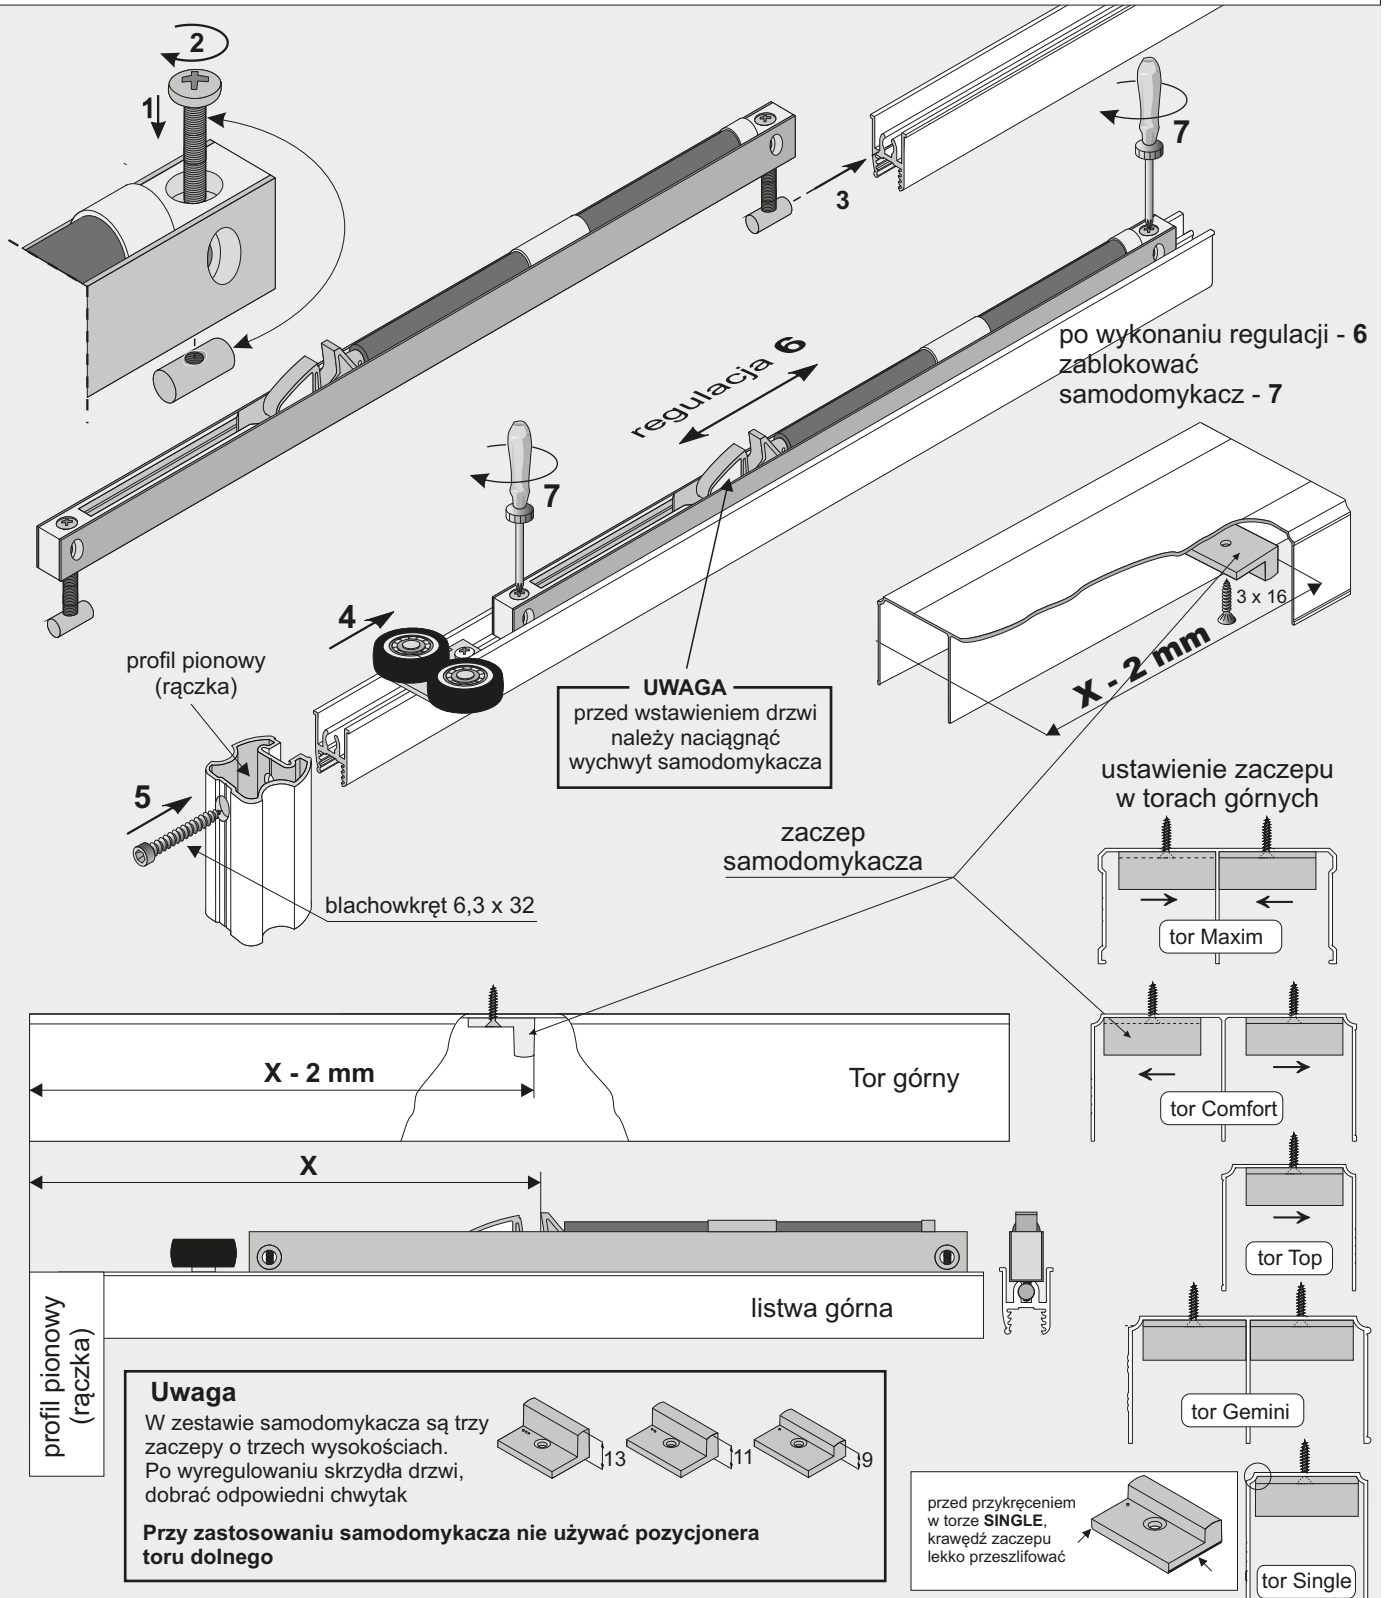 2
1
3
7
po wykonaniu regulacji - 6
zablokować
samodomykacz - 7
regulacja 6
7
4
3 x 16
X - 2 mm
profil pionowy
(rączka)
UWAGA
przed wstawieniem drzwi
należy naciągnąć
wychwyt samodomykacza
5
blachowkręt 6,3 x 32
zaczep
samodomykacza
ustawienie zaczepu
w torach górnych
tor Maxim
X - 2 mm
Tor górny
tor Comfort
X
tor Top
listwa górna
profil pionowy
(rączka)
tor Gemini
Uwaga
W zestawie samodomykacza są trzy
zaczepy o trzech wysokościach.
Po wyregulowaniu skrzydła drzwi,
dobrać odpowiedni chwytak
13
11
9
Przy zastosowaniu samodomykacza nie używać pozycjonera
toru dolnego
przed przykręceniem
w torze SINGLE,
krawędź zaczepu
lekko przeszlifować
tor Single